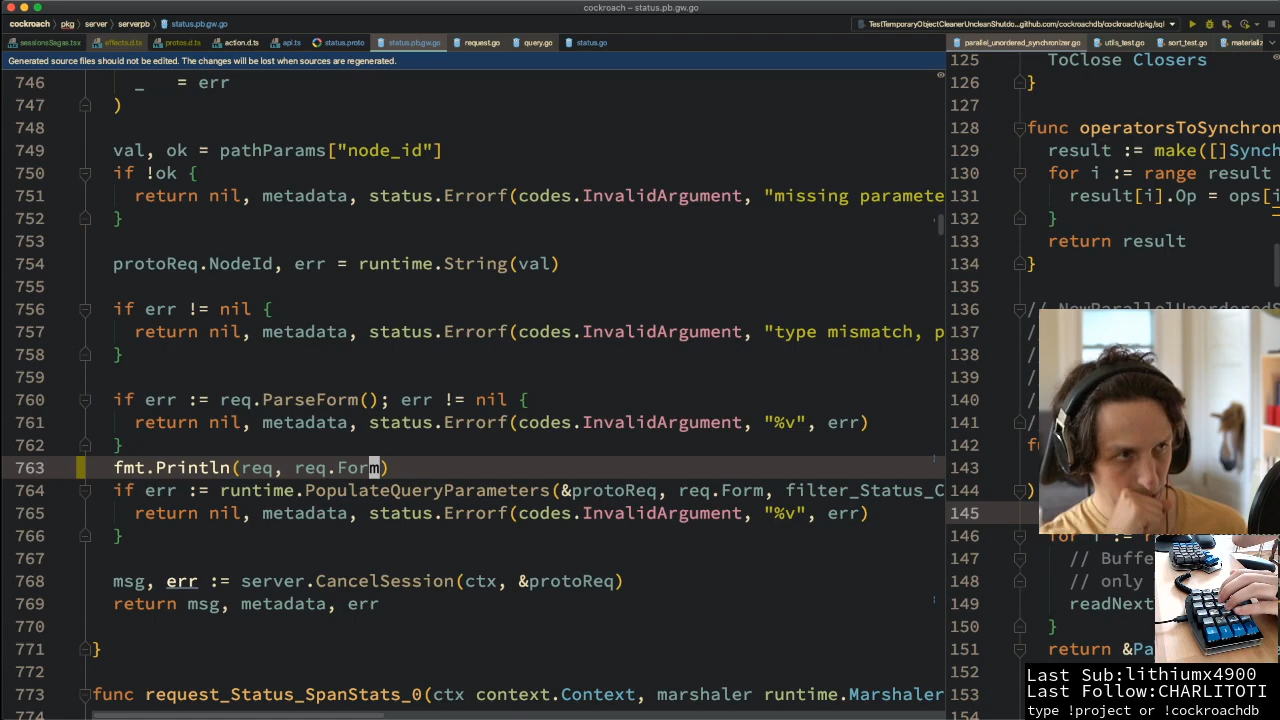 cockroach – status.pb.gw.go
cockroach
pkg
server
serverpb
status.pb.gw.go
TestTemporaryObjectCleanerUncleanShutdo...github.com/cockroachdb/cockroach/pkg/sql
sessionsSagas.tsx
effects.d.ts
protos.d.ts
action.d.ts
api.ts
status.proto
status.pb.gw.go
request.go
query.go
status.go
parallel_unordered_synchronizer.go
utils_test.go
sort_test.go
materializ
Generated source files should not be edited. The changes will be lost when sources are regenerated.
746 _ = err
747 )
748
749 val, ok = pathParams["node_id"]
750 if !ok {
751 return nil, metadata, status.Errorf(codes.InvalidArgument, "missing paramete
752 }
753
754 protoReq.NodeId, err = runtime.String(val)
755
756 if err != nil {
757 return nil, metadata, status.Errorf(codes.InvalidArgument, "type mismatch, p
758 }
759
760 if err := req.ParseForm(); err != nil {
761 return nil, metadata, status.Errorf(codes.InvalidArgument, "%v", err)
762 }
763 fmt.Println(req, req.Form)
764 if err := runtime.PopulateQueryParameters(&protoReq, req.Form, filter_Status_C
765 return nil, metadata, status.Errorf(codes.InvalidArgument, "%v", err)
766 }
767
768 msg, err := server.CancelSession(ctx, &protoReq)
769 return msg, metadata, err
770
771 }
772
773 func request_Status_SpanStats_0(ctx context.Context, marshaler runtime.Marshaler
774
125 ToClose Closers
126 }
127
128 func operatorsToSynchron
129
130 result := make([]Synch
131 for i := range result
132 result[i].Op = ops[i
133 }
134 return result
135 }
136
137 // NewParallelUnorderedS
138 /
139 /
140 /
141 /
142 fu
143
144 )
145
146 for i := r
147 // Buffe
148 // only
149 readNext
150 }
151 return &Pa
152 }
153
154
Last Sub:lithiumx4900
Last Follow:CHARLITOTI
type !project or !cockroachdb